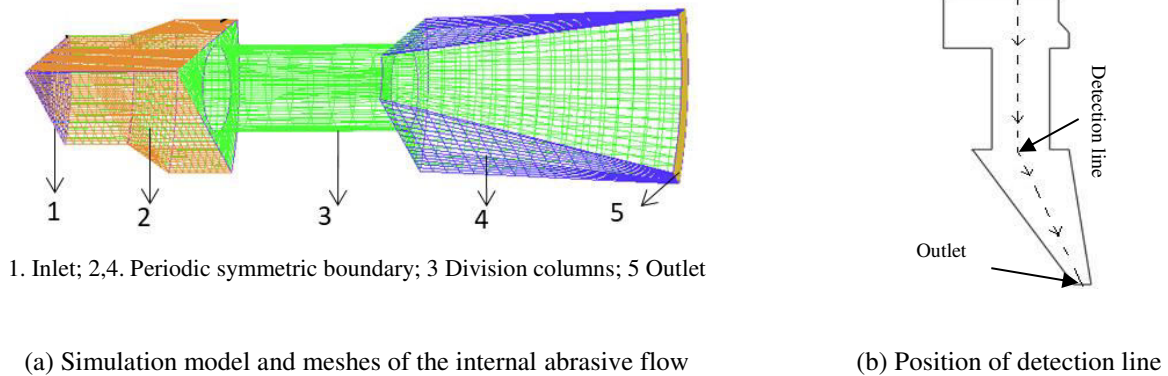 1
2
3
4
5
1. Inlet; 2,4. Periodic symmetric boundary; 3 Division columns; 5 Outlet
(a) Simulation model and meshes of the internal abrasive flow
Detection line
Outlet
(b) Position of detection line